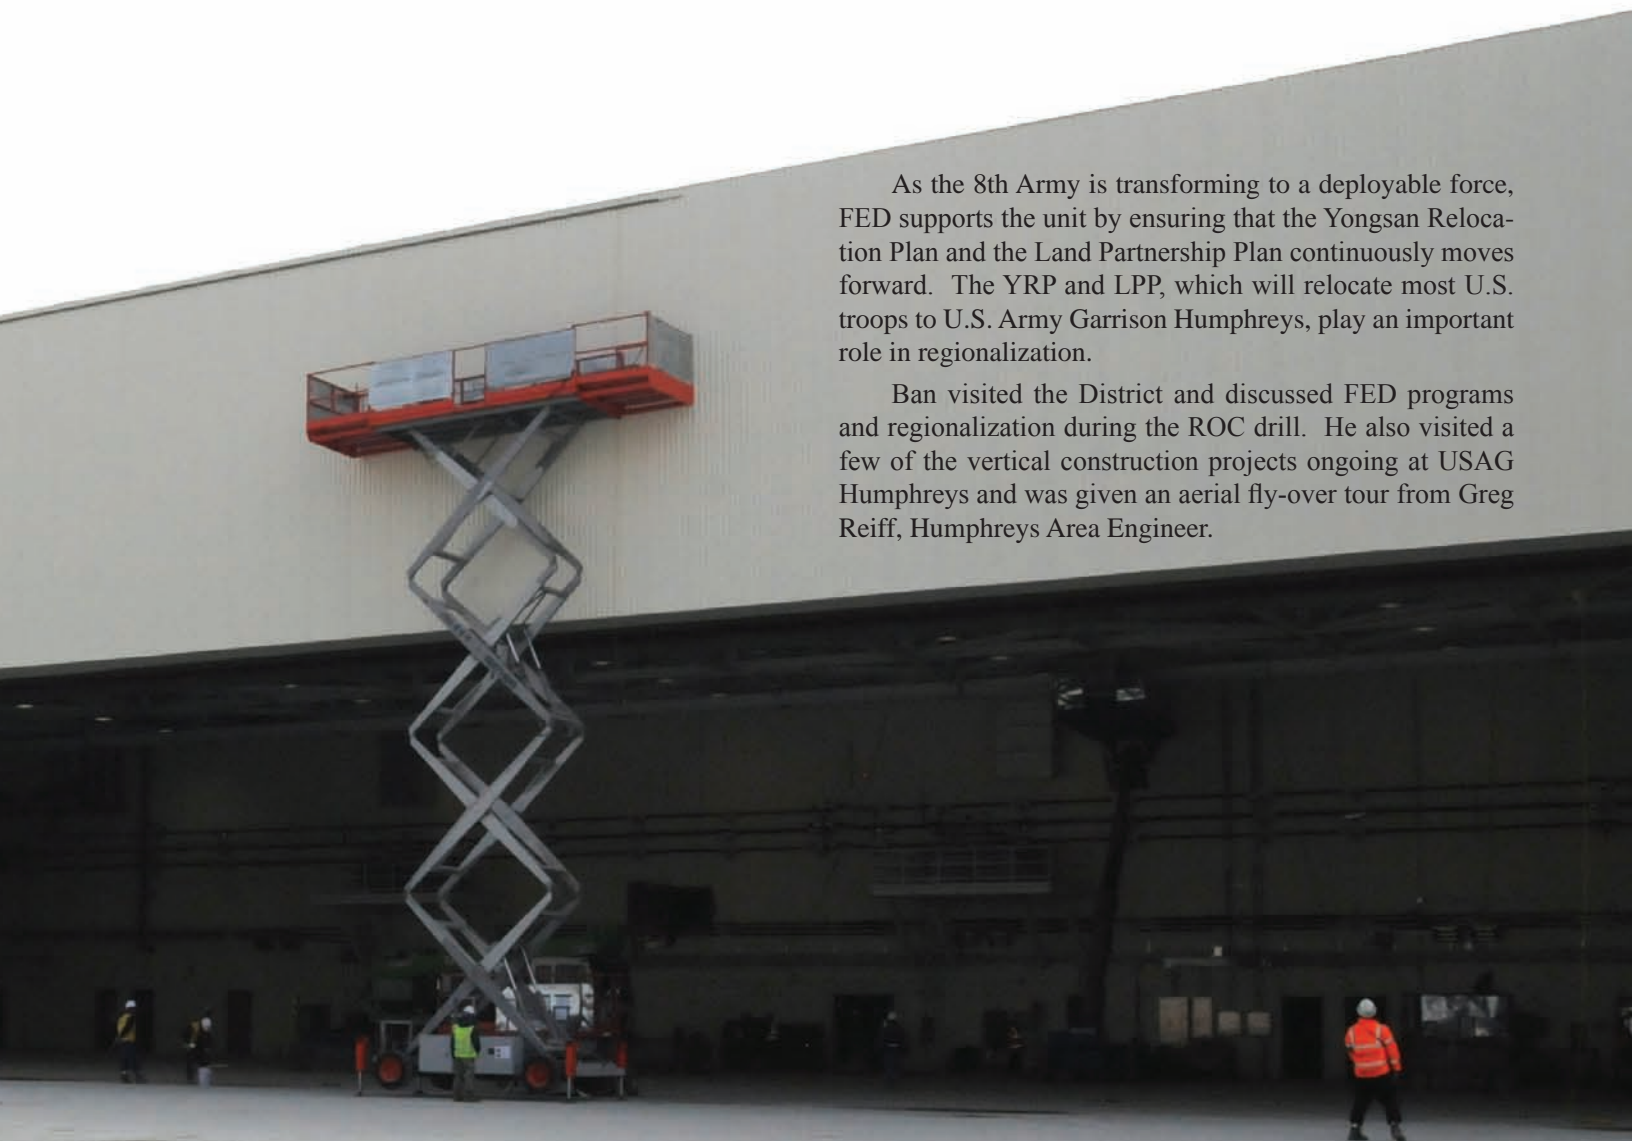 As the 8th Army is transforming to a deployable force,
FED supports the unit by ensuring that the Yongsan Reloca-
tion Plan and the Land Partnership Plan continuously moves
forward.  The YRP and LPP, which will relocate most U.S.
troops to U.S. Army Garrison Humphreys, play an important
role in regionalization.
Ban visited the District and discussed FED programs
and regionalization during the ROC drill.  He also visited a
few of the vertical construction projects ongoing at USAG
Humphreys and was given an aerial fly-over tour from Greg
Reiff, Humphreys Area Engineer.